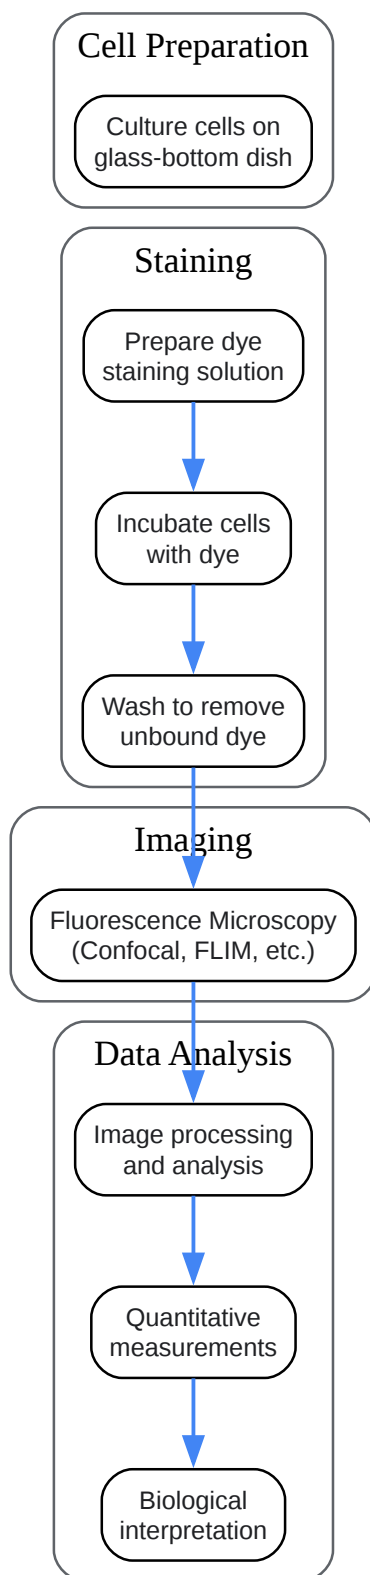 Cell Preparation
Culture cells on
glass-bottom dish
Staining
Prepare dye
staining solution
Incubate cells
with dye
Wash to remove
unbound dye
Imaging
Fluorescence Microscopy
(Confocal, FLIM, etc.)
Data Analysis
Image processing
and analysis
Quantitative
measurements
Biological
interpretation